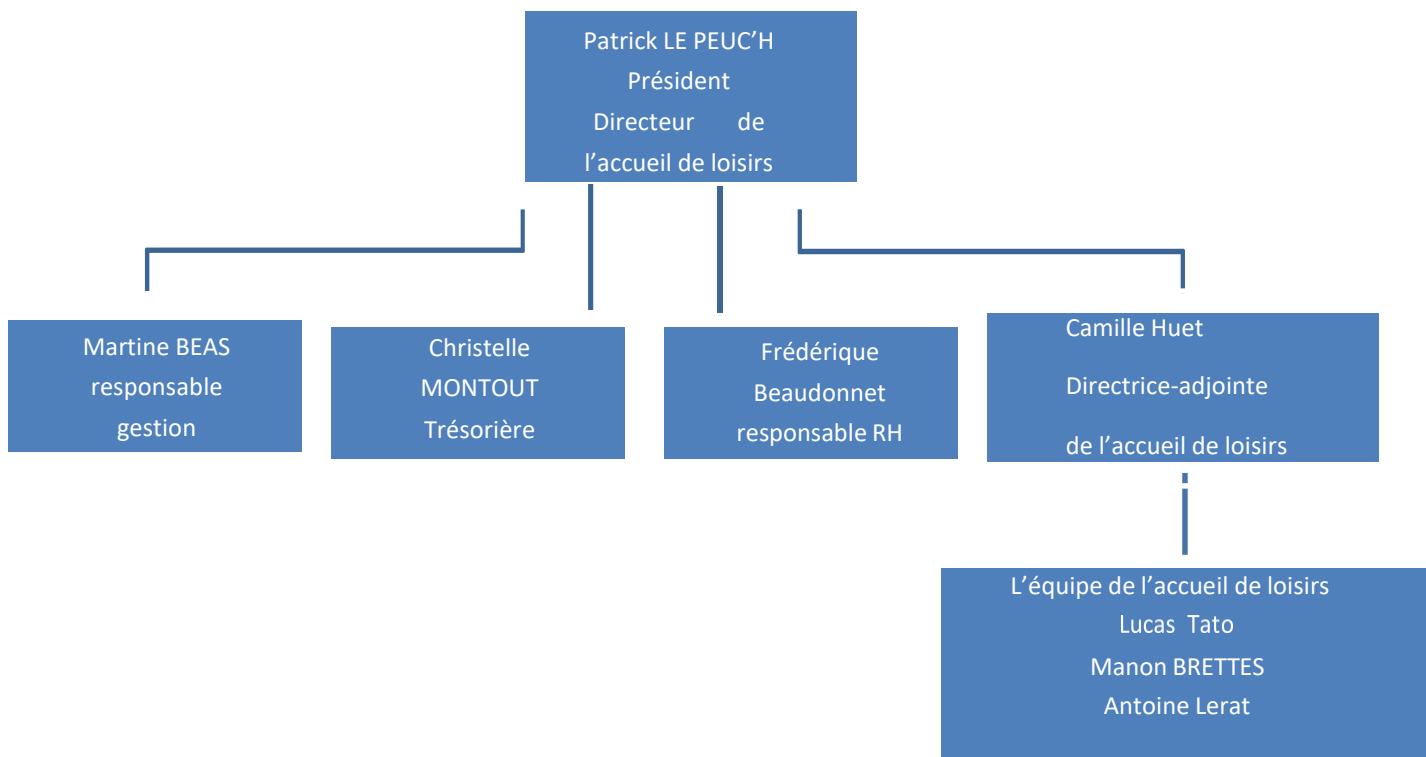 Patrick LE PEUC’H
Président
Directeur de
l’accueil de loisirs
Martine BEAS
responsable
gestion
Christelle
MONTOUT
Trésorière
Frédérique
Beaudonnet
responsable RH
Camille Huet
Directrice-adjointe
de l’accueil de loisirs
L’équipe de l’accueil de loisirs
Lucas Tato
Manon BRETTES
Antoine Lerat